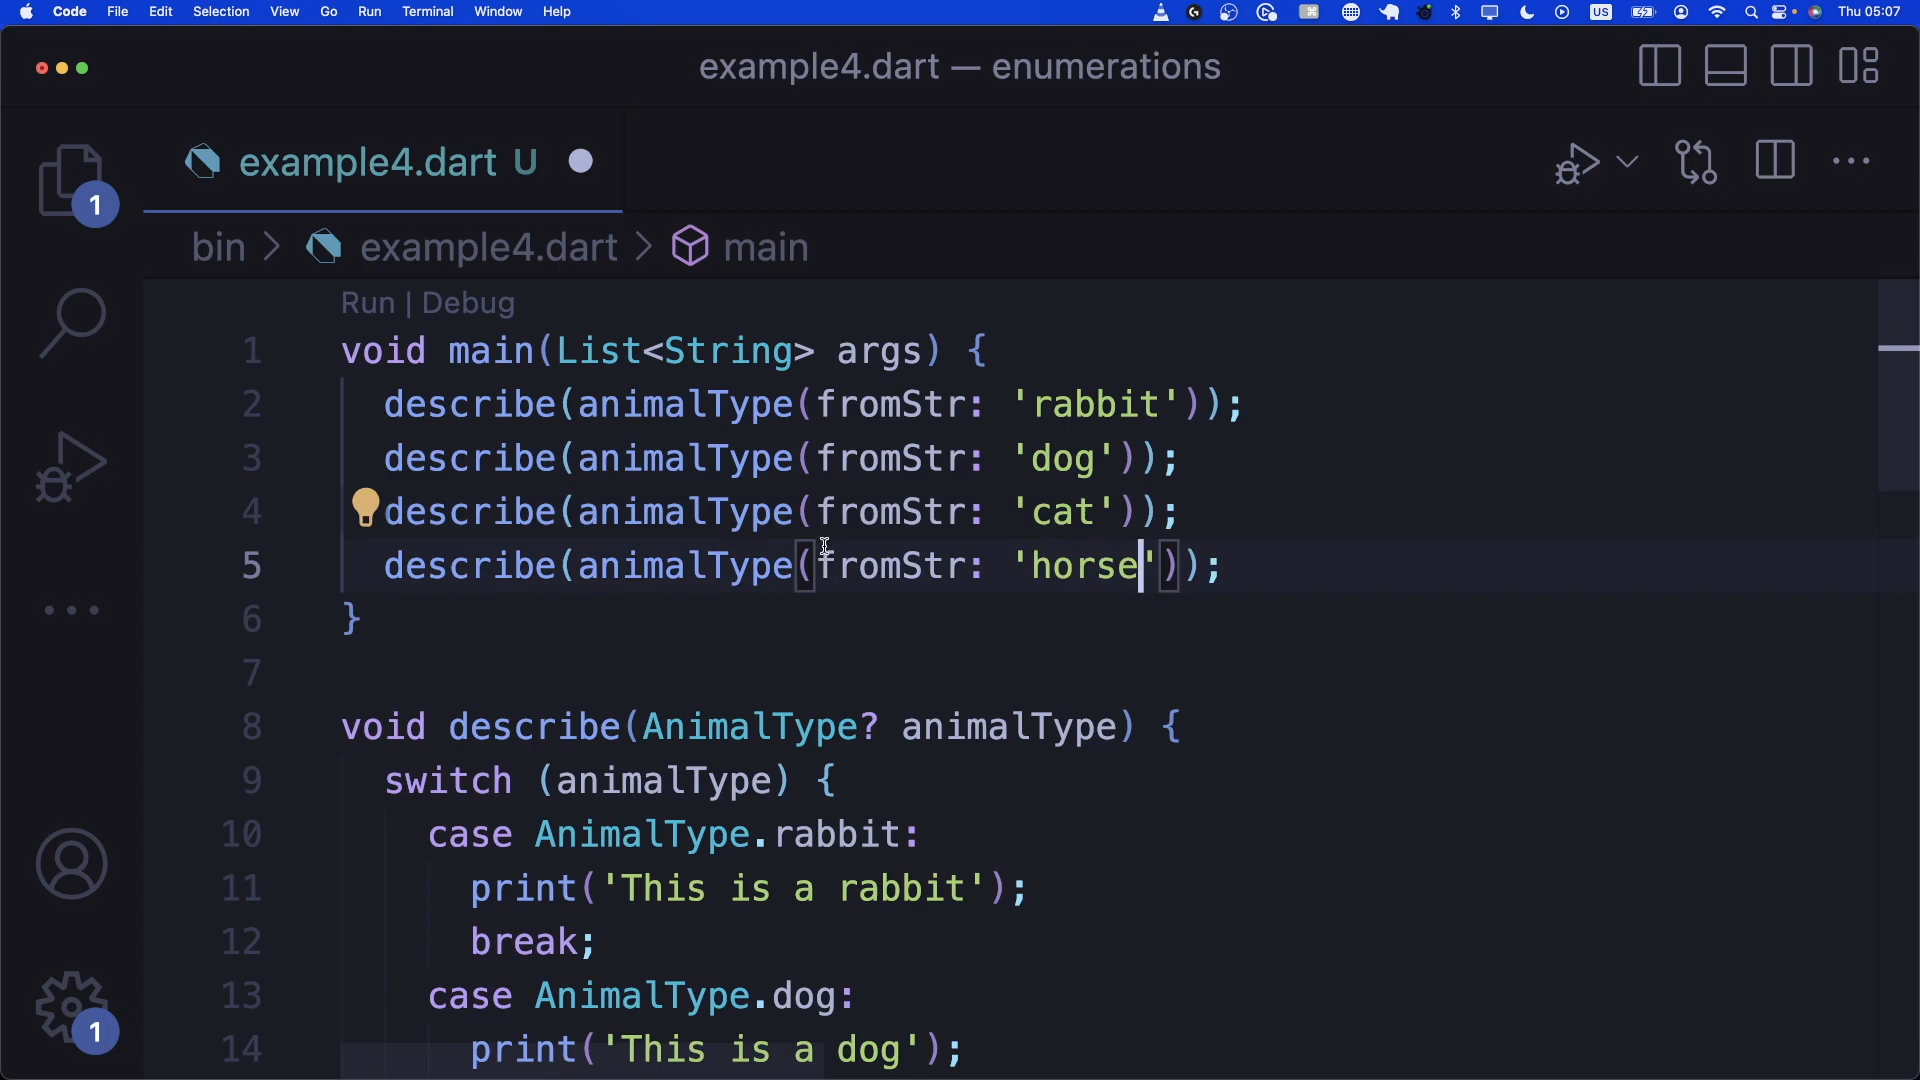 Code File Edit Selection View Go Run Terminal Window Help US Thu 05:07
example4.dart — enumerations
example4.dart U
1
bin > example4.dart > main
Run | Debug
1 void main(List<String> args) {
2 describe(animalType(fromStr: 'rabbit'));
3 describe(animalType(fromStr: 'dog'));
4 describe(animalType(fromStr: 'cat'));
5 describe(animalType(fromStr: 'horse'));
6 }
7
8 void describe(AnimalType? animalType) {
9 switch (animalType) {
10 case AnimalType.rabbit:
11 print('This is a rabbit');
12 break;
13 case AnimalType.dog:
1
14 print('This is a dog');